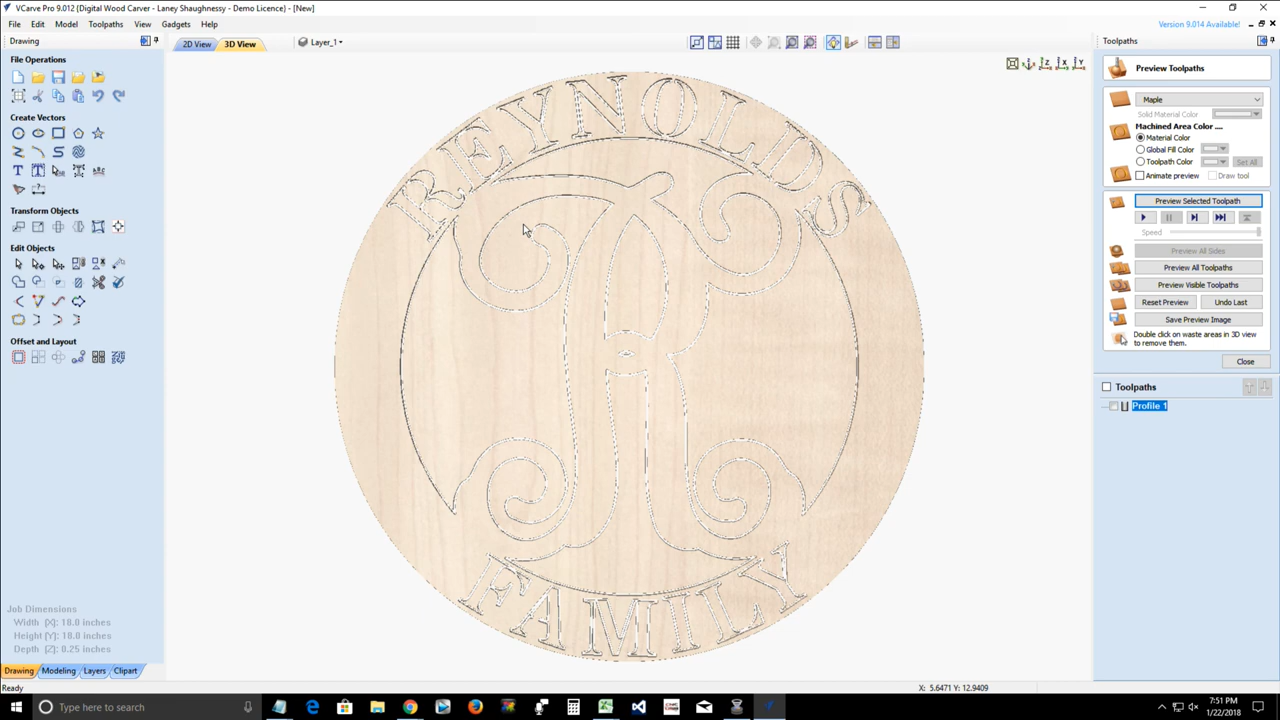 VCarve Pro 9.012 {Digital Wood Carver - Laney Shaughnessy - Demo Licence} - [New]
File Edit Model Toolpaths View Gadgets Help
Version 9.014 Available!
Drawing
2D View 3D View Layer_1
Toolpaths
File Operations
Create Vectors
Transform Objects
Edit Objects
Offset and Layout
Job Dimensions
Width (X): 18.0 inches
Height (Y): 18.0 inches
Depth (Z): 0.25 inches
Drawing Modeling Layers Clipart
Ready
X: 5.6471 Y: 12.9409
REYNOLDS
R
FAMILY
Z X Y
Preview Toolpaths
Maple
Solid Material Color
Machined Area Color ....
Material Color
Global Fill Color
Toolpath Color Set All
Animate preview Draw tool
Preview Selected Toolpath
Speed
Preview All Sides
Preview All Toolpaths
Preview Visible Toolpaths
Reset Preview Undo Last
Save Preview Image
Double click on waste areas in 3D view
to remove them.
Close
Toolpaths
Profile 1
Type here to search
7:51 PM
1/22/2018